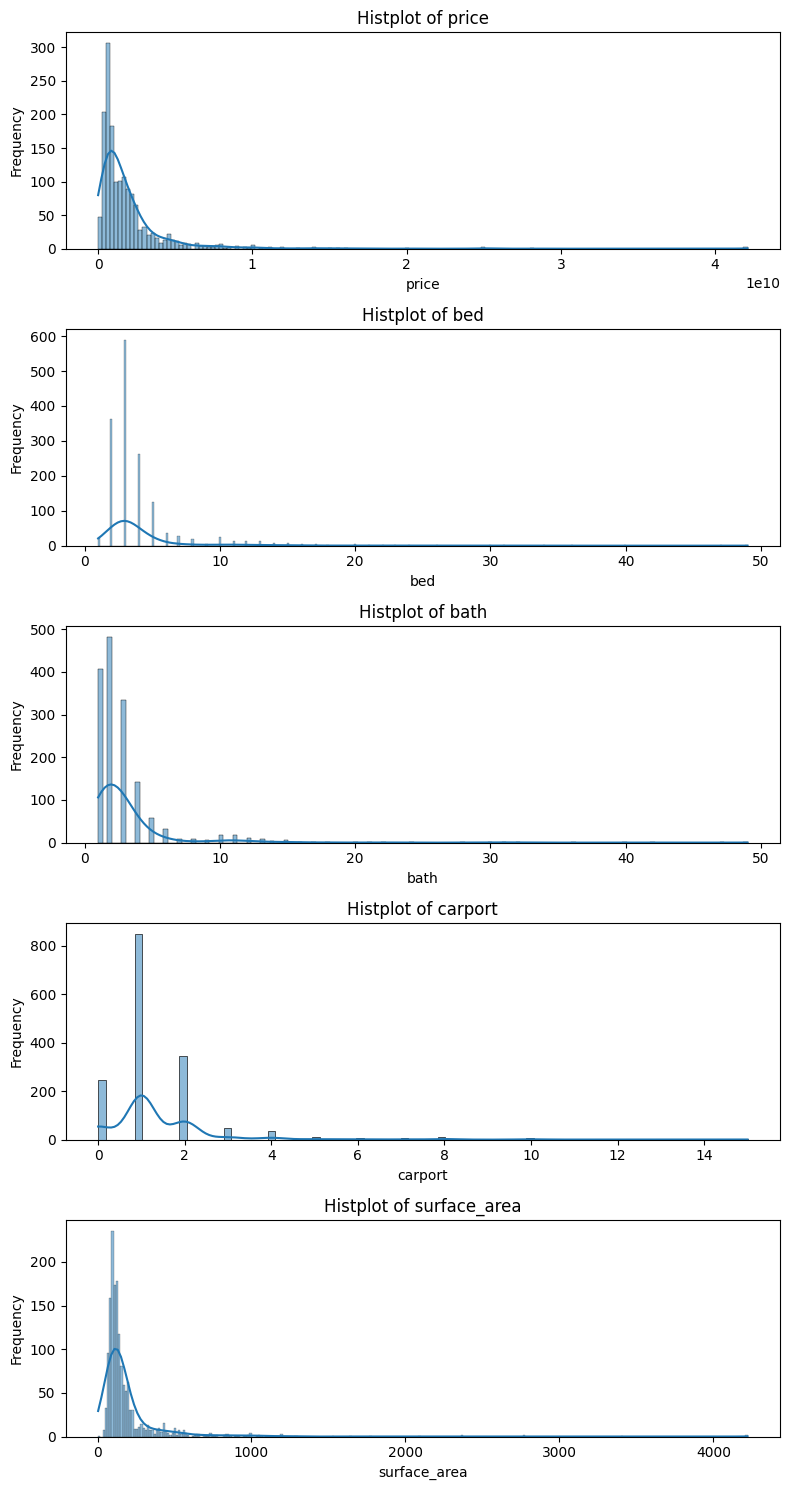 Histplot of price
300
250
200
150
100
50
0
Frequency
0 1 2 3 4
1e10
price
Histplot of bed
600
500
400
300
200
100
0
Frequency
0 10 20 30 40 50
bed
Histplot of bath
500
400
300
200
100
0
Frequency
0 10 20 30 40 50
bath
Histplot of carport
800
600
400
200
0
Frequency
0 2 4 6 8 10 12 14
carport
Histplot of surface_area
200
150
100
50
0
Frequency
0 1000 2000 3000 4000
surface_area